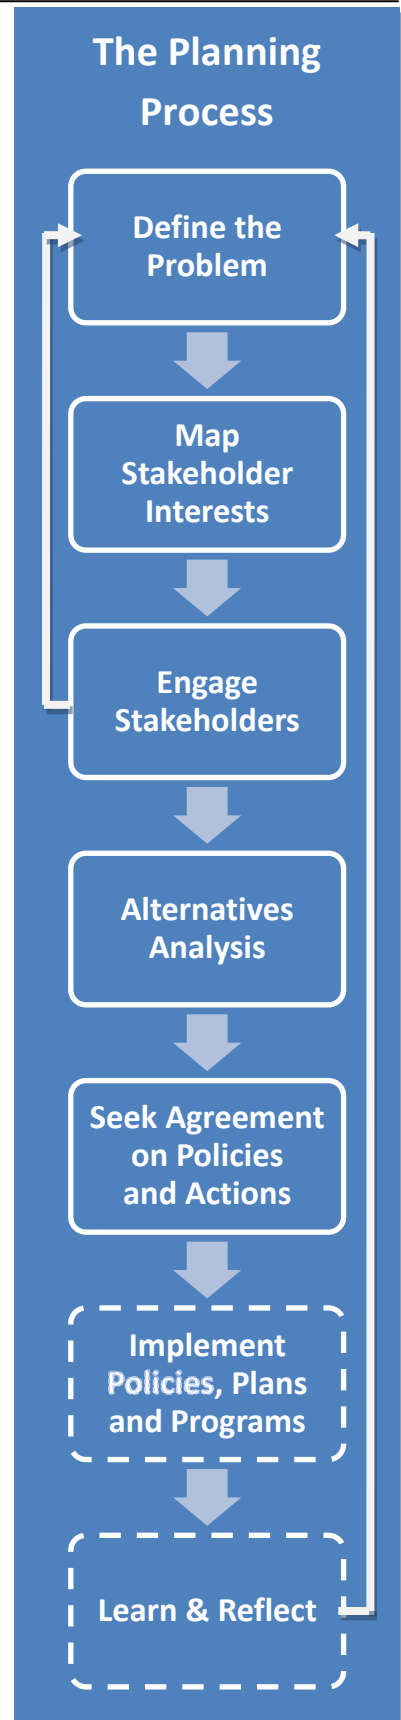 The Planning
Process
Define the
Problem
Map
Stakeholder
Interests
Engage
Stakeholders
Alternatives
Analysis
Seek Agreement
on Policies
and Actions
Implement
Policies, Plans
and Programs
Learn & Reflect